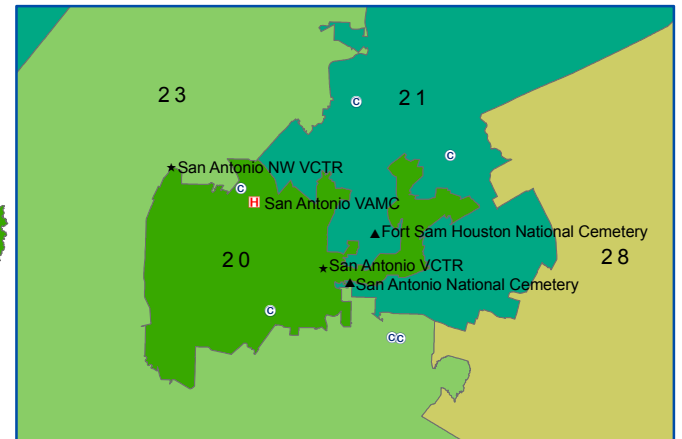 23
21
C
C
San Antonio NW VCTR
C
H San Antonio VAMC
Fort Sam Houston National Cemetery
20
28
San Antonio VCTR
San Antonio National Cemetery
C
CC